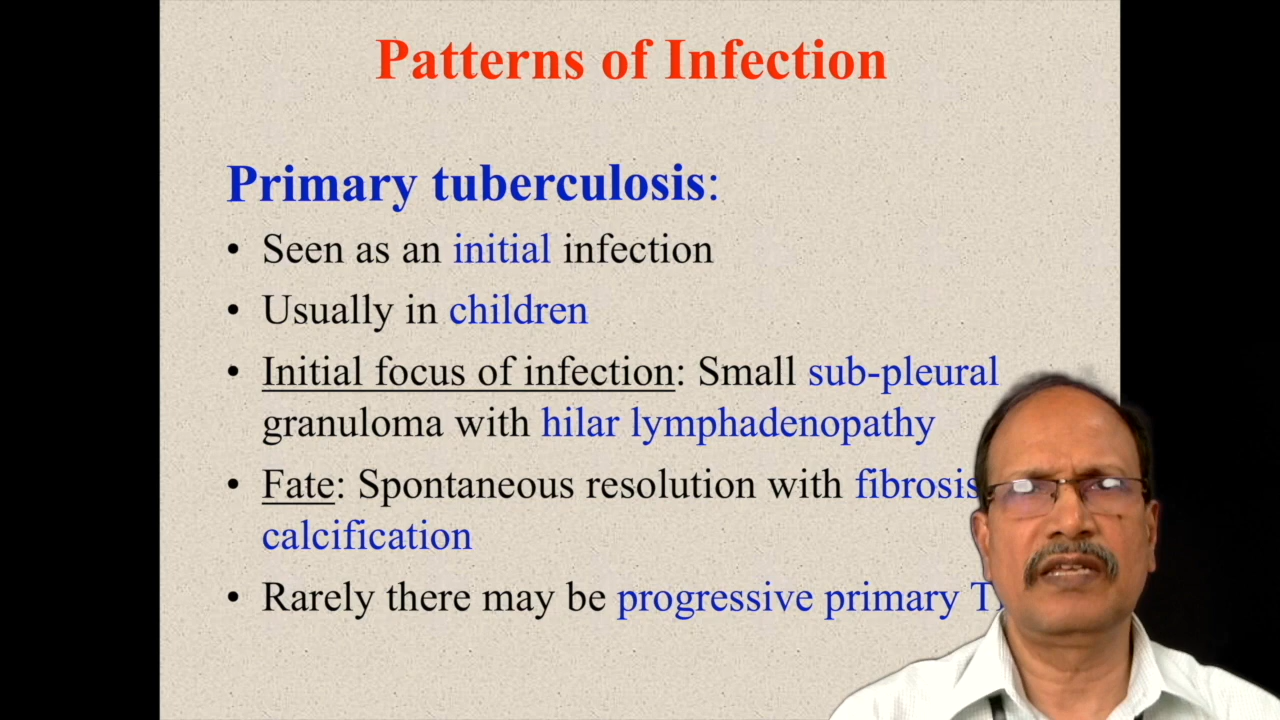 Patterns of Infection
Primary tuberculosis:
• Seen as an initial infection
• Usually in children
• Initial focus of infection: Small sub-pleural
granuloma with hilar lymphadenopathy
• Fate: Spontaneous resolution with fibrosis
calcification
• Rarely there may be progressive primary